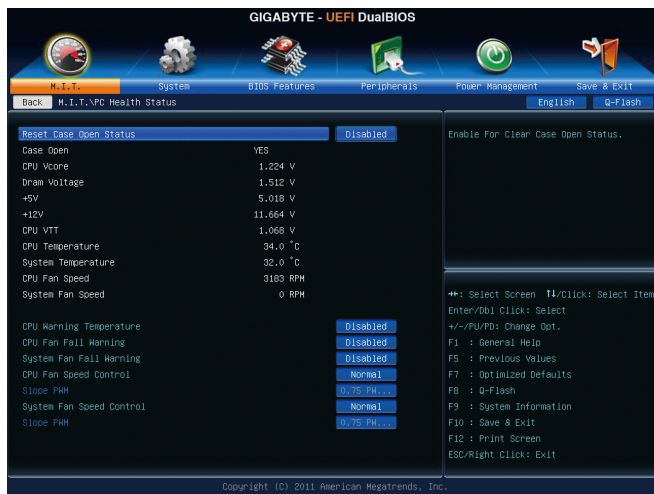 GIGABYTE - UEFI DualBIOS
M.I.T. System BIOS Features Peripherals Power Management Save & Exit
Back M.I.T.\PC Health Status English Q-Flash
Reset Case Open Status Disabled Enable For Clear Case Open Status.
Case Open YES
CPU Vcore 1.224 V
Dram Voltage 1.512 V
+5V 5.018 V
+12V 11.664 V
CPU VTT 1.068 V
CPU Temperature 34.0 °C
System Temperature 32.0 °C
CPU Fan Speed 3183 RPM
System Fan Speed 0 RPM
CPU Warning Temperature Disabled
CPU Fan Fail Warning Disabled
System Fan Fail Warning Disabled
CPU Fan Speed Control Normal
Slope PWM 0.75 PW...
System Fan Speed Control Normal
Slope PWM 0.75 PW...
→←: Select Screen ↑↓/Click: Select Item
Enter/Dbl Click: Select
+/-/PU/PD: Change Opt.
F1 : General Help
F5 : Previous Values
F7 : Optimized Defaults
F8 : Q-Flash
F9 : System Information
F10 : Save & Exit
F12 : Print Screen
ESC/Right Click: Exit
Copyright (C) 2011 American Megatrends, Inc.